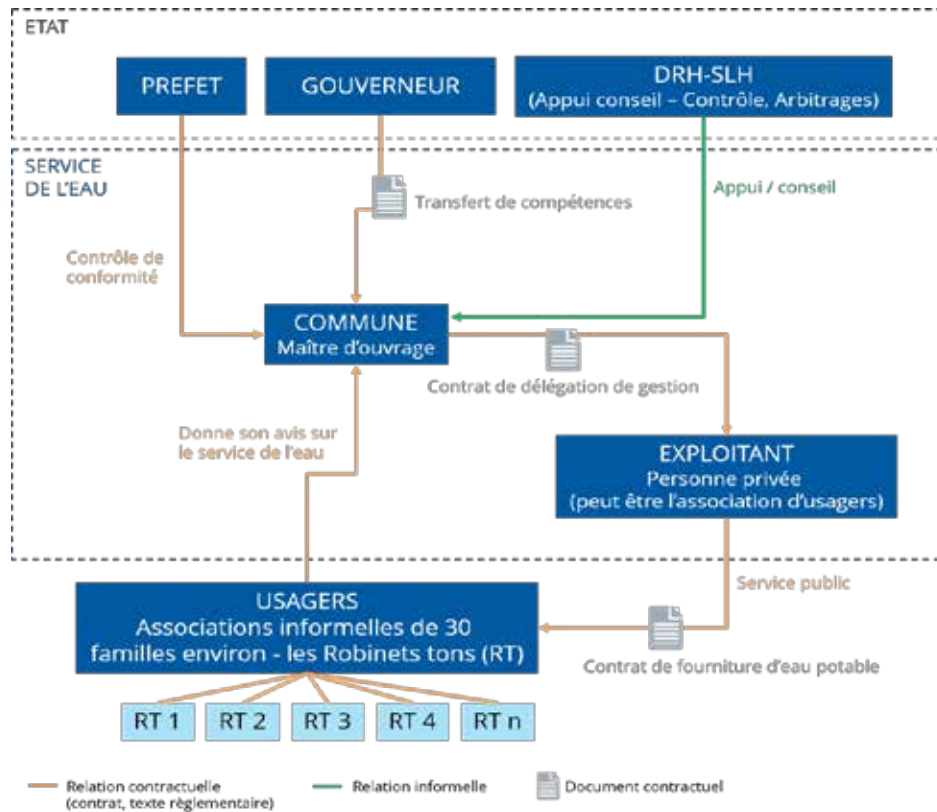 ETAT
PREFET
GOUVERNEUR
DRH-SLH
(Appui conseil – Contrôle, Arbitrages)
SERVICE
DE L'EAU
Transfert de compétences
Appui / conseil
Contrôle de
conformité
COMMUNE
Maître d'ouvrage
Contrat de délégation de gestion
Donne son avis sur
le service de l'eau
EXPLOITANT
Personne privée
(peut être l'association d'usagers)
Service public
USAGERS
Associations informelles de 30
familles environ - les Robinets tons (RT)
Contrat de fourniture d'eau potable
RT 1
RT 2
RT 3
RT 4
RT n
Relation contractuelle
(contrat, texte règlementaire)
Relation informelle
Document contractuel